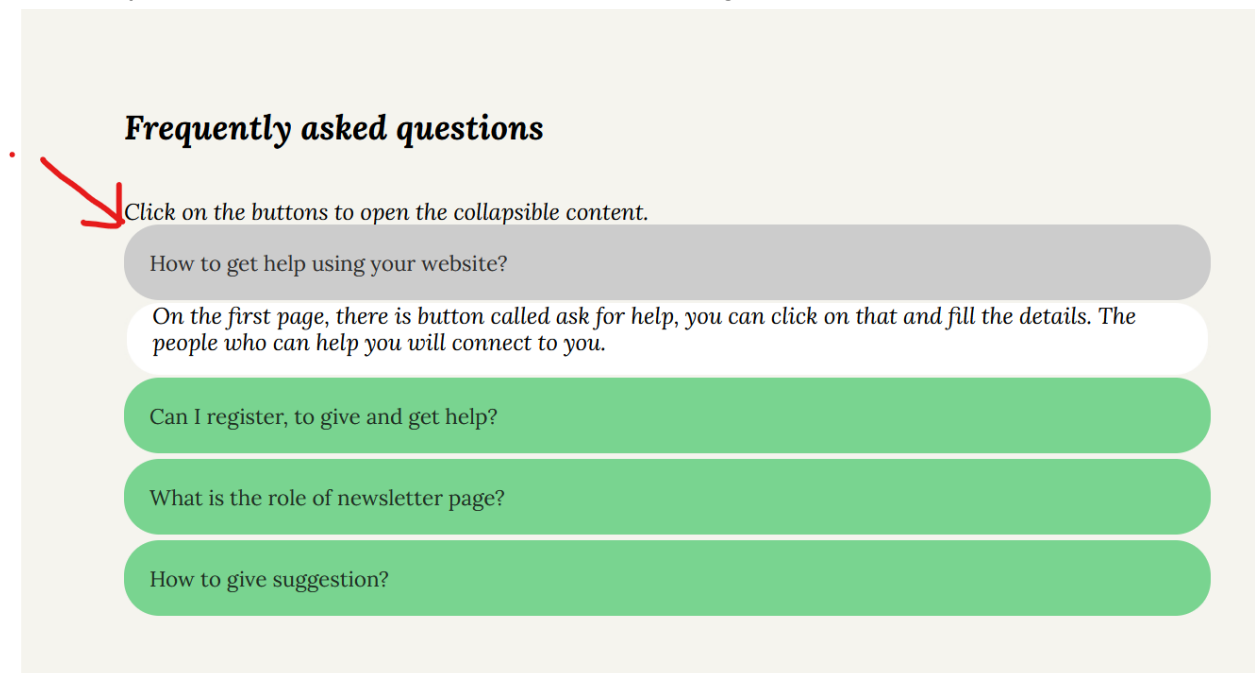 Frequently asked questions
Click on the buttons to open the collapsible content.
How to get help using your website?
On the first page, there is button called ask for help, you can click on that and fill the details. The
people who can help you will connect to you.
Can I register, to give and get help?
What is the role of newsletter page?
How to give suggestion?